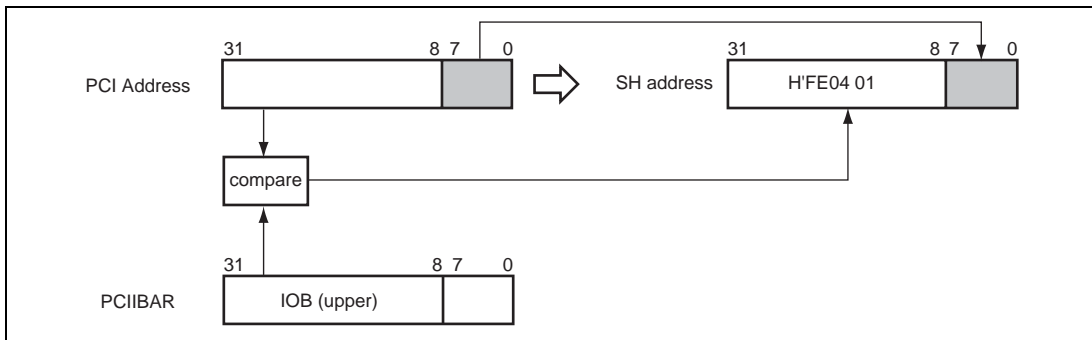 31 8 7 0 31 8 7 0
PCI Address SH address H'FE04 01
compare
31 8 7 0
PCIIBAR IOB (upper)